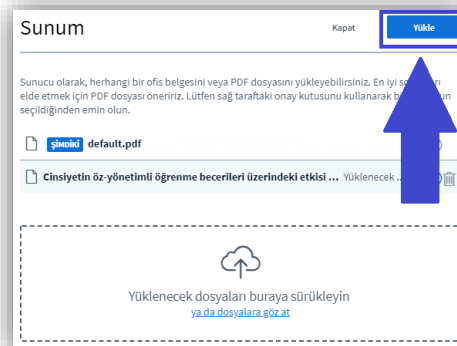 Sunum
Kapat
Yükle
Sunucu olarak, herhangi bir ofis belgesini veya PDF dosyasını yükleyebilirsiniz. En iyi
elde etmek için PDF dosyası öneririz. Lütfen sağ taraftaki onay kutusunu kullanarak
seçildiğinden emin olun.
ŞİMDİKİ default.pdf
Cinsiyetin öz-yönetimli öğrenme becerileri üzerindeki etkisi ... Yüklenecek ..
Yüklenecek dosyaları buraya sürükleyin
ya da dosyalara göz at